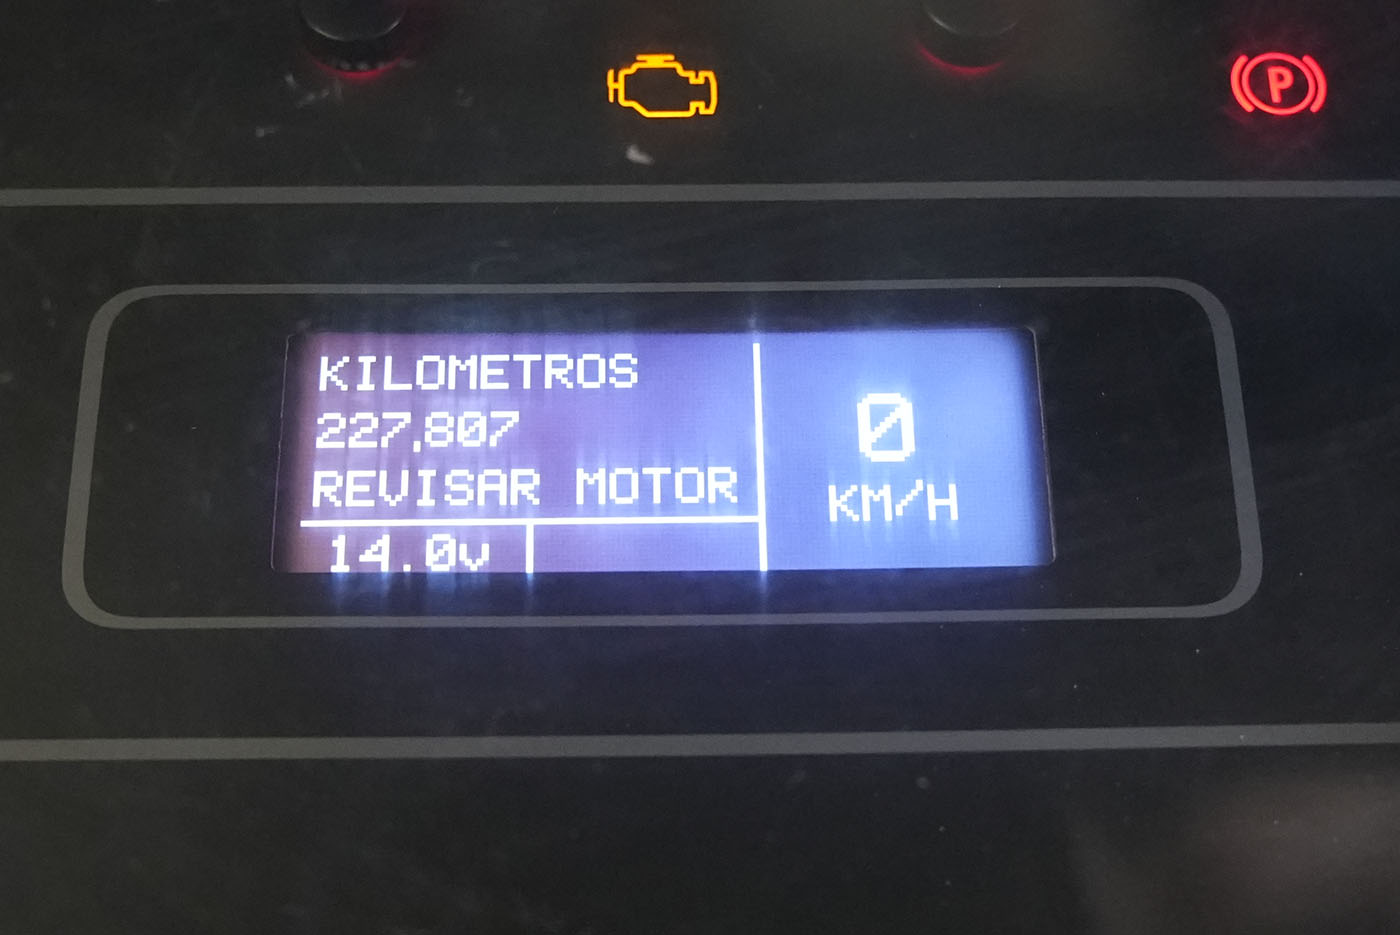 P
KILOMETROS
227,807
REVISAR MOTOR
14.0v
0
KM/H